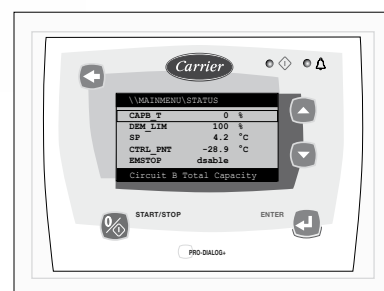 Carrier
\\MAINMENU\STATUS
CAPB_T 0 %
DEM_LIM 100 %
SP 4.2 °C
CTRL_PNT -28.9 °C
EMSTOP dsable
Circuit B Total Capacity
START/STOP
ENTER
PRO-DIALOG+